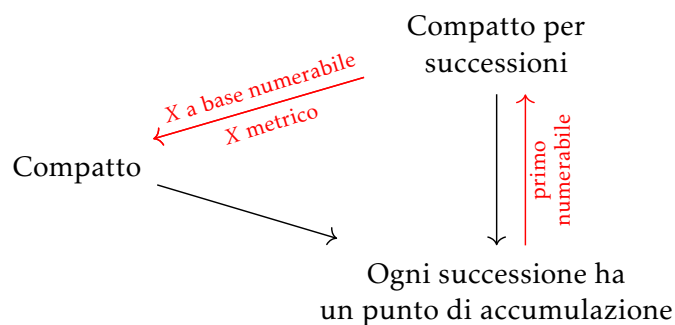 Compatto per
successioni
X a base numerabile
X metrico
Compatto
primo
numerabile
Ogni successione ha
un punto di accumulazione